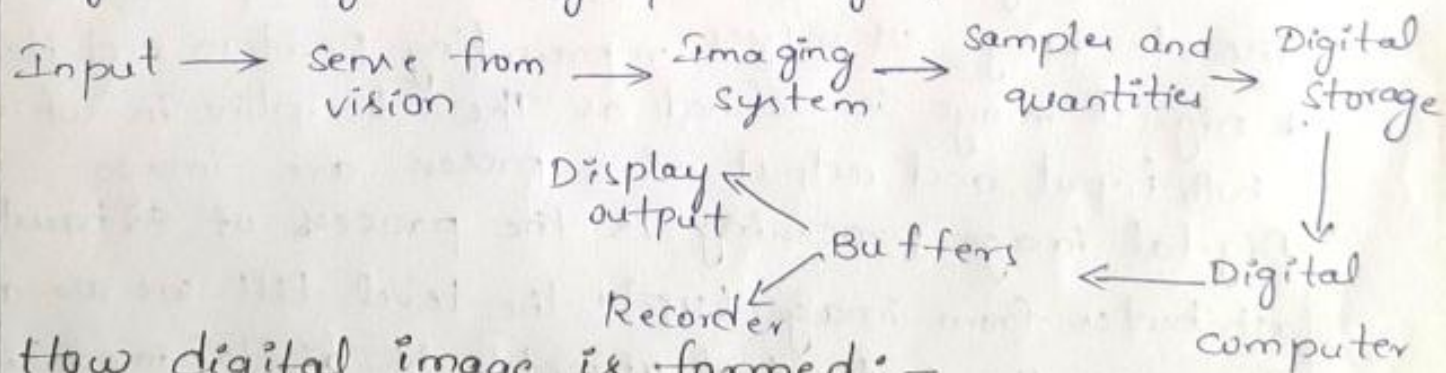 Input → Sense from vision → Imaging system → Sampler and quantities → Digital Storage
Display output
Buffers ← Digital computer
Recorder
How digital image is formed:-